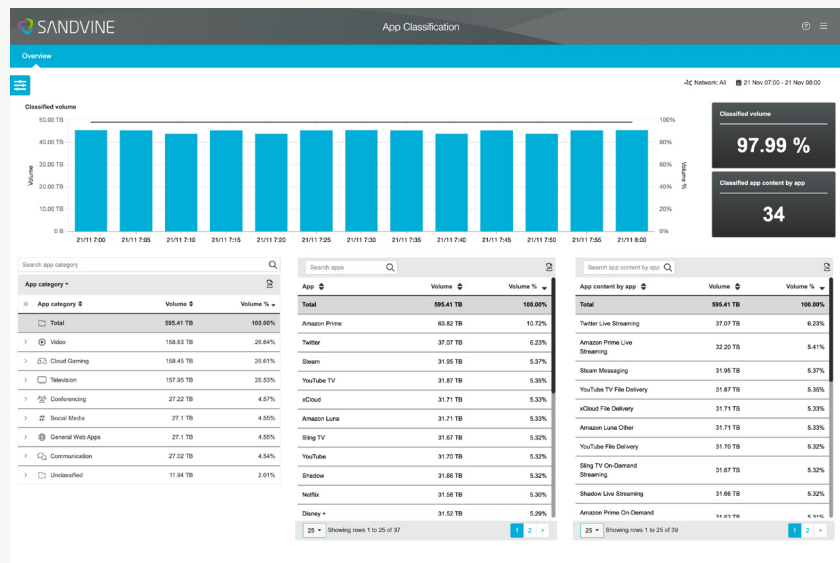 SANDVINE
App Classification
Overview
Network: All 21 Nov 07:00 - 21 Nov 08:00
Classified volume
50.00 TB
40.00 TB
30.00 TB
20.00 TB
10.00 TB
0 B
Volume
100%
80%
60%
40%
20%
0%
Volume %
21/11 7:00 21/11 7:05 21/11 7:10 21/11 7:15 21/11 7:20 21/11 7:25 21/11 7:30 21/11 7:35 21/11 7:40 21/11 7:45 21/11 7:50 21/11 7:55 21/11 8:00
Classified volume
97.99 %
Classified app content by app
34
Search app category
App category
App category Volume Volume %
Total 595.41 TB 100.00%
Video 158.63 TB 26.64%
Cloud Gaming 158.45 TB 26.61%
Television 157.95 TB 26.53%
Conferencing 27.22 TB 4.57%
# Social Media 27.1 TB 4.55%
General Web Apps 27.1 TB 4.55%
Communication 27.02 TB 4.54%
Unclassified 11.94 TB 2.01%
Search apps
App Volume Volume %
Total 595.41 TB 100.00%
Amazon Prime 63.82 TB 10.72%
Twitter 37.07 TB 6.23%
Steam 31.95 TB 5.37%
YouTube TV 31.87 TB 5.35%
xCloud 31.71 TB 5.33%
Amazon Luna 31.71 TB 5.33%
Sling TV 31.67 TB 5.32%
YouTube 31.70 TB 5.32%
Shadow 31.66 TB 5.32%
Netflix 31.58 TB 5.30%
Disney + 31.52 TB 5.29%
25 Showing rows 1 to 25 of 37 1 2 >
Search app content by app
App content by app Volume Volume %
Total 595.41 TB 100.00%
Twitter Live Streaming 37.07 TB 6.23%
Amazon Prime Live
Streaming 32.20 TB 5.41%
Steam Messaging 31.95 TB 5.37%
YouTube TV File Delivery 31.87 TB 5.35%
xCloud File Delivery 31.71 TB 5.33%
Amazon Luna Other 31.71 TB 5.33%
YouTube File Delivery 31.70 TB 5.32%
Sling TV On-Demand
Streaming 31.67 TB 5.32%
Shadow Live Streaming 31.66 TB 5.32%
Amazon Prime On-Demand 31.62 TB 5.31%
25 Showing rows 1 to 25 of 39 1 2 >